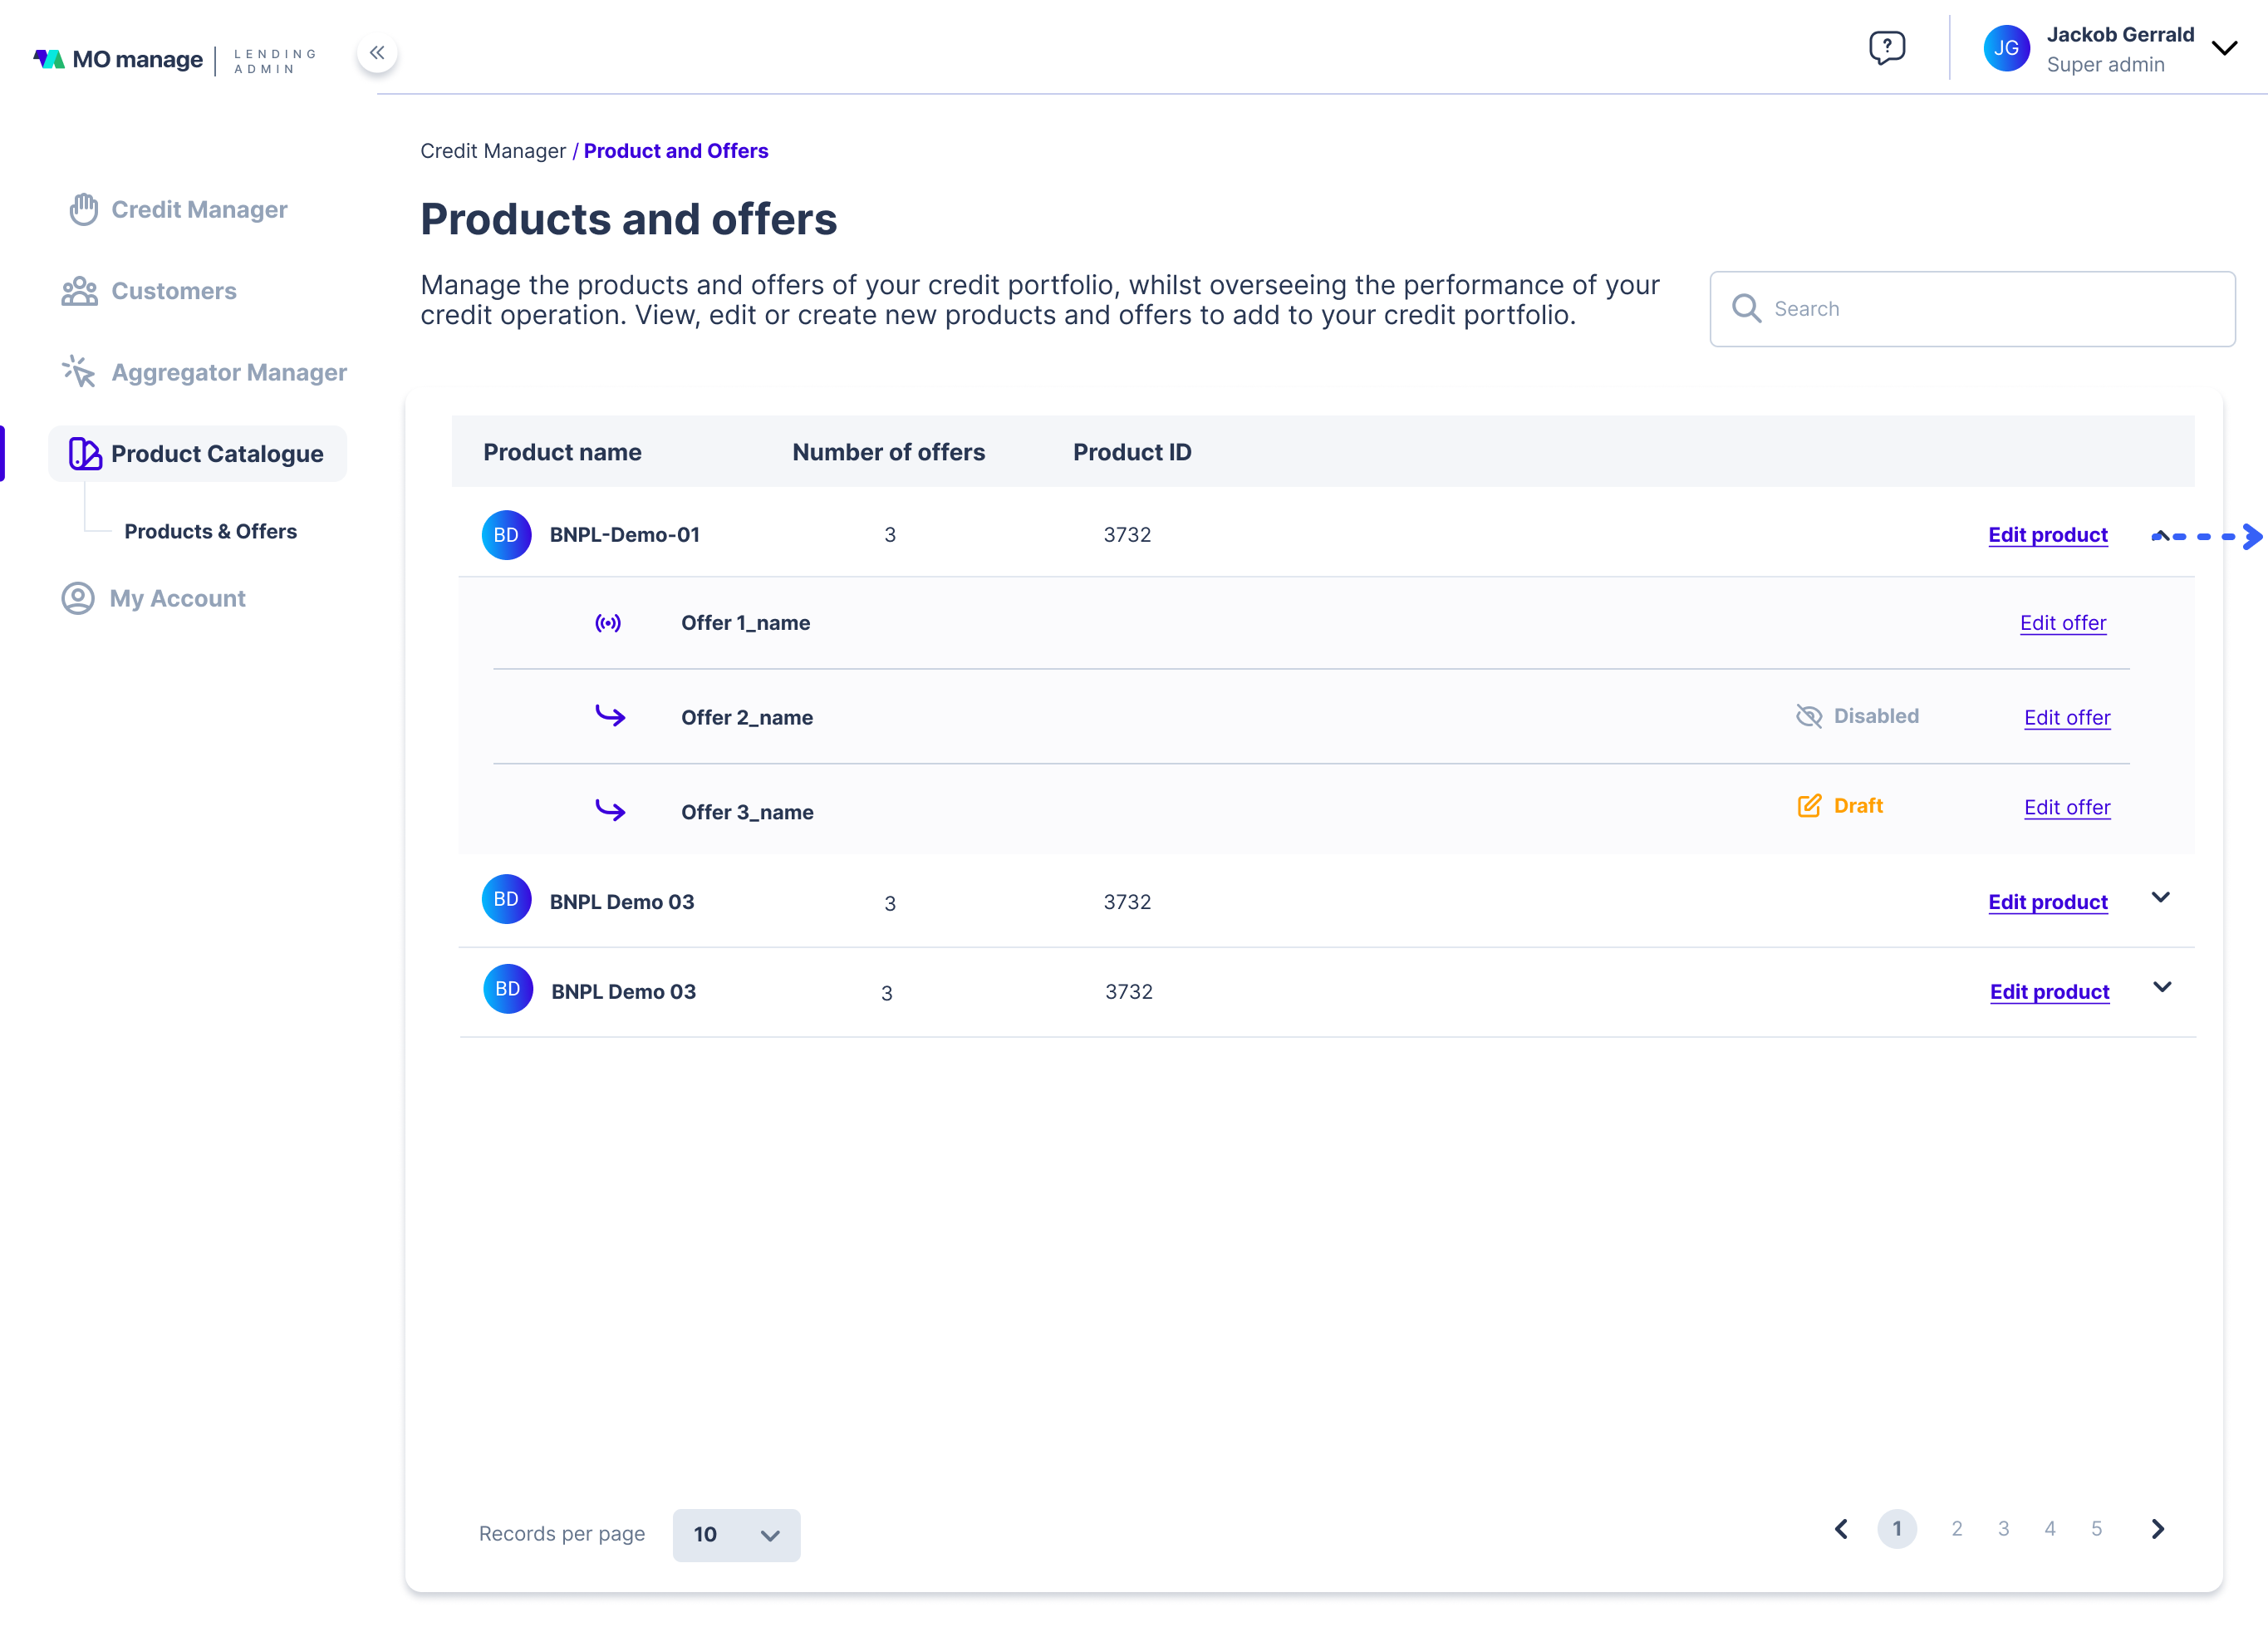 MO manage
LENDING
ADMIN
?
JG
Jackob Gerrald
Super admin
Credit Manager
Customers
Aggregator Manager
Product Catalogue
Products & Offers
My Account
Credit Manager / Product and Offers
Products and offers
Manage the products and offers of your credit portfolio, whilst overseeing the performance of your
credit operation. View, edit or create new products and offers to add to your credit portfolio.
Search
Product name Number of offers Product ID
BD BNPL-Demo-01 3 3732 Edit product
Offer 1_name Edit offer
Offer 2_name Disabled Edit offer
Offer 3_name Draft Edit offer
BD BNPL Demo 03 3 3732 Edit product
BD BNPL Demo 03 3 3732 Edit product
Records per page 10
1 2 3 4 5